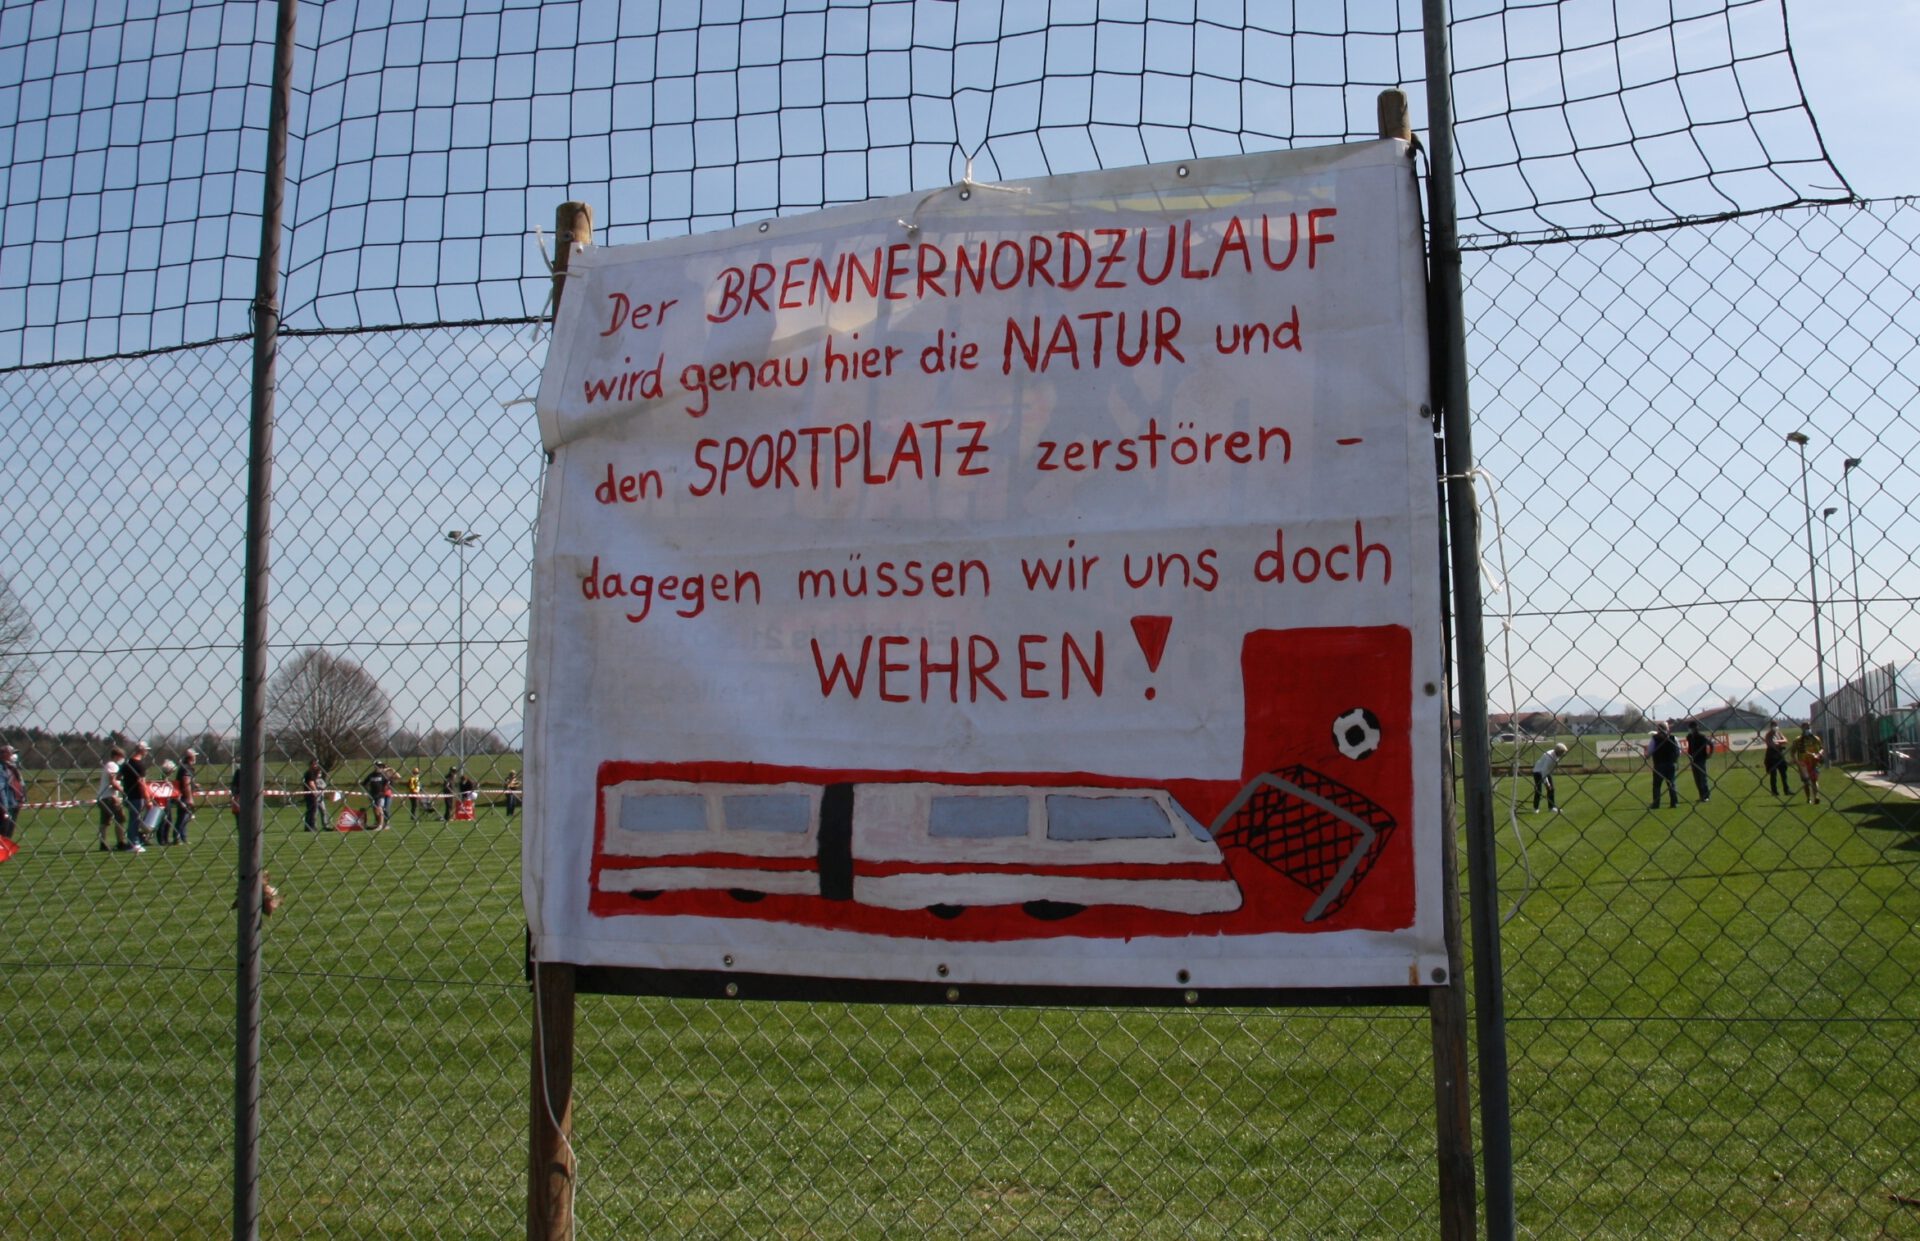 Der BRENNERNORDZULAUF
wird genau hier die NATUR und
den SPORTPLATZ zerstören -
dagegen müssen wir uns doch
WEHREN!